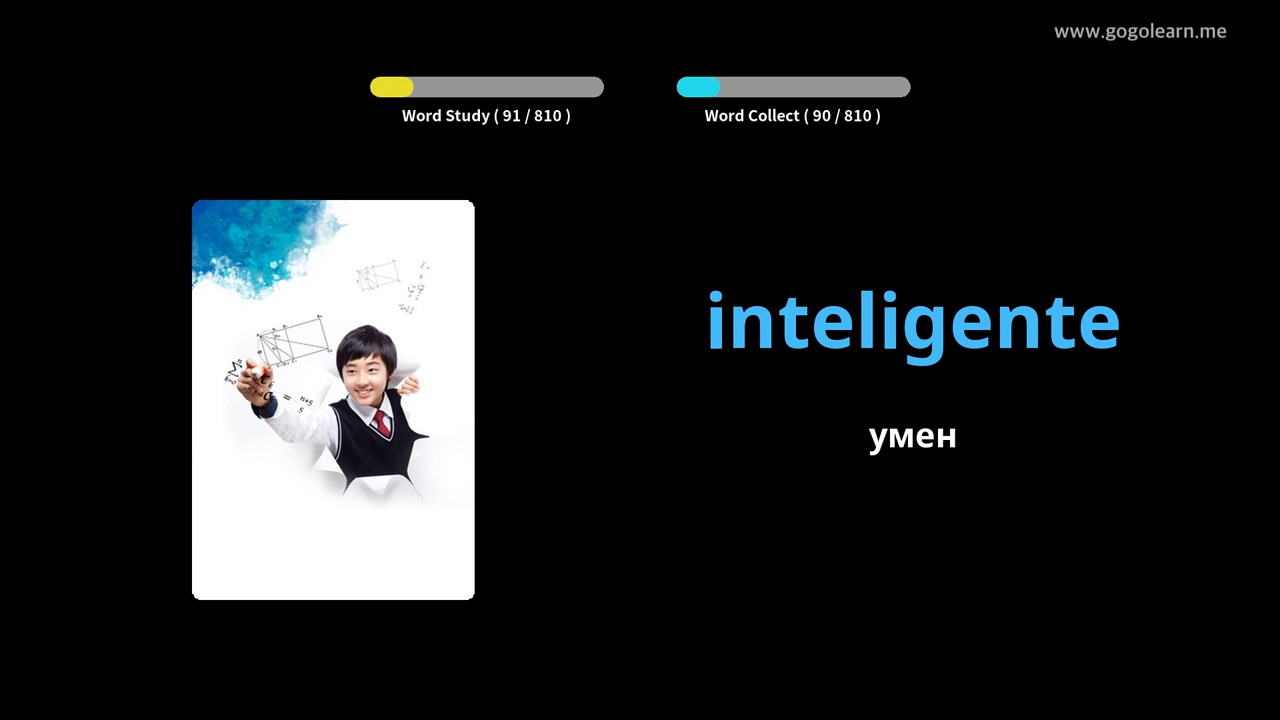 www.gogolearn.me
Word Study ( 91 / 810 )
Word Collect ( 90 / 810 )
inteligente
умен